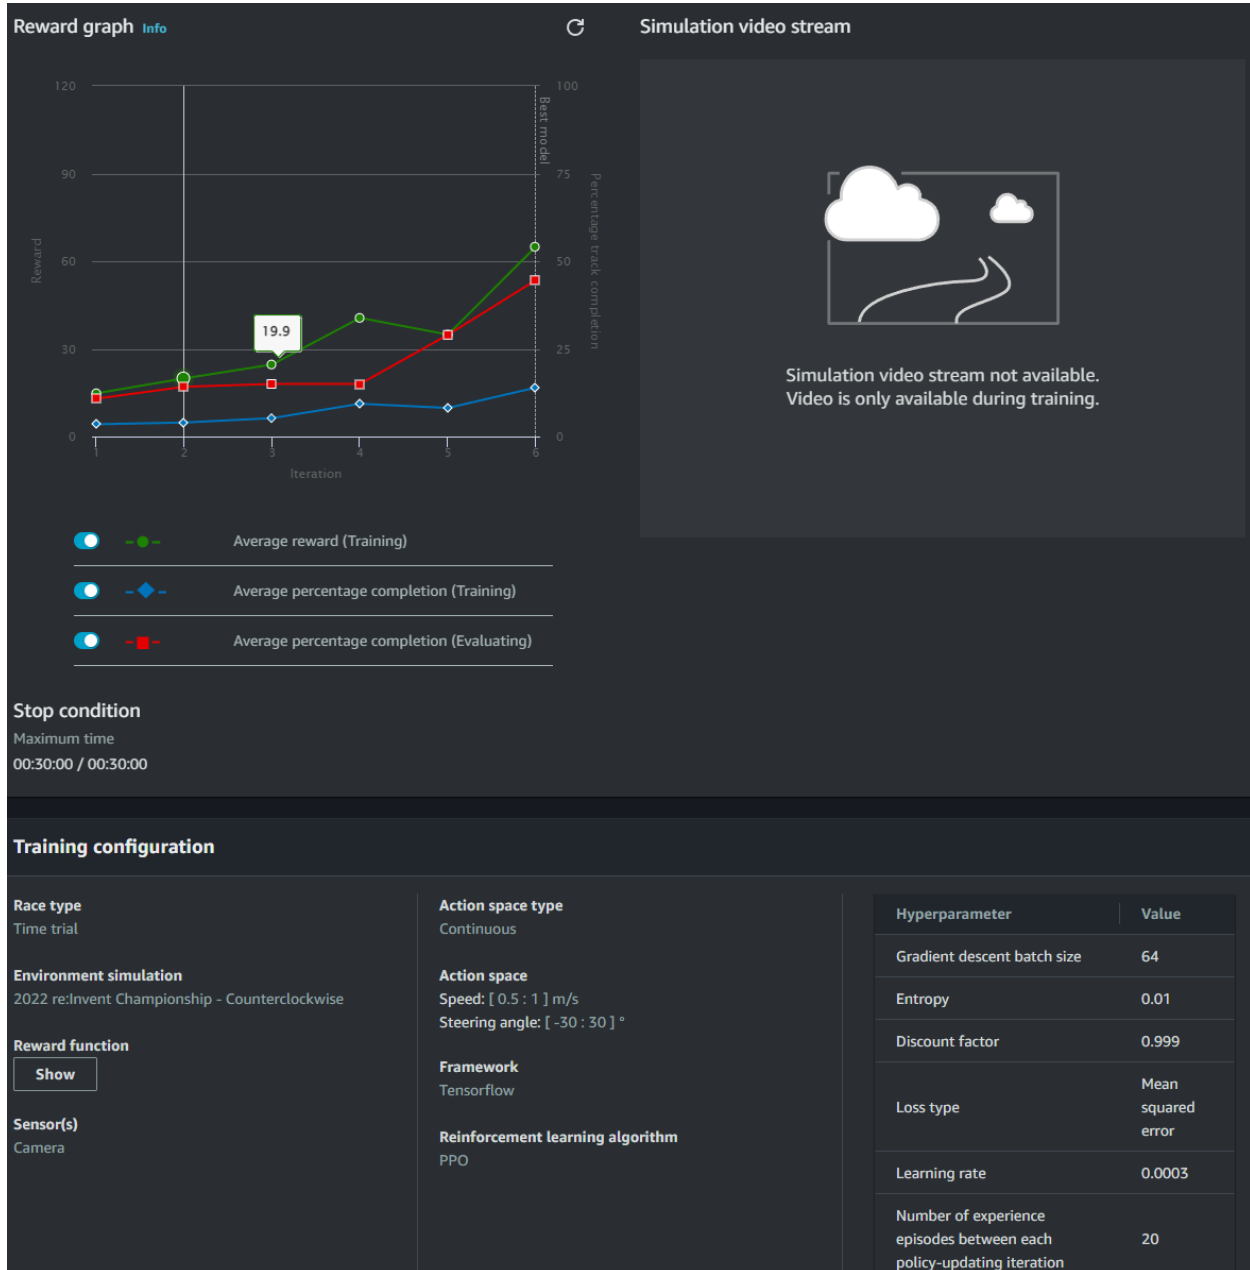 Reward graph Info
Simulation video stream
120
100
90
75
60
50
30
25
0
0
Reward
Percentage track completion
Best model
19.9
1 2 3 4 5 6
Iteration
Simulation video stream not available.
Video is only available during training.
Average reward (Training)
Average percentage completion (Training)
Average percentage completion (Evaluating)
Stop condition
Maximum time
00:30:00 / 00:30:00
Training configuration
Race type
Time trial
Environment simulation
2022 re:Invent Championship - Counterclockwise
Reward function
Show
Sensor(s)
Camera
Action space type
Continuous
Action space
Speed: [ 0.5 : 1 ] m/s
Steering angle: [ -30 : 30 ] °
Framework
Tensorflow
Reinforcement learning algorithm
PPO
Hyperparameter Value
Gradient descent batch size 64
Entropy 0.01
Discount factor 0.999
Loss type Mean
squared
error
Learning rate 0.0003
Number of experience
episodes between each 20
policy-updating iteration